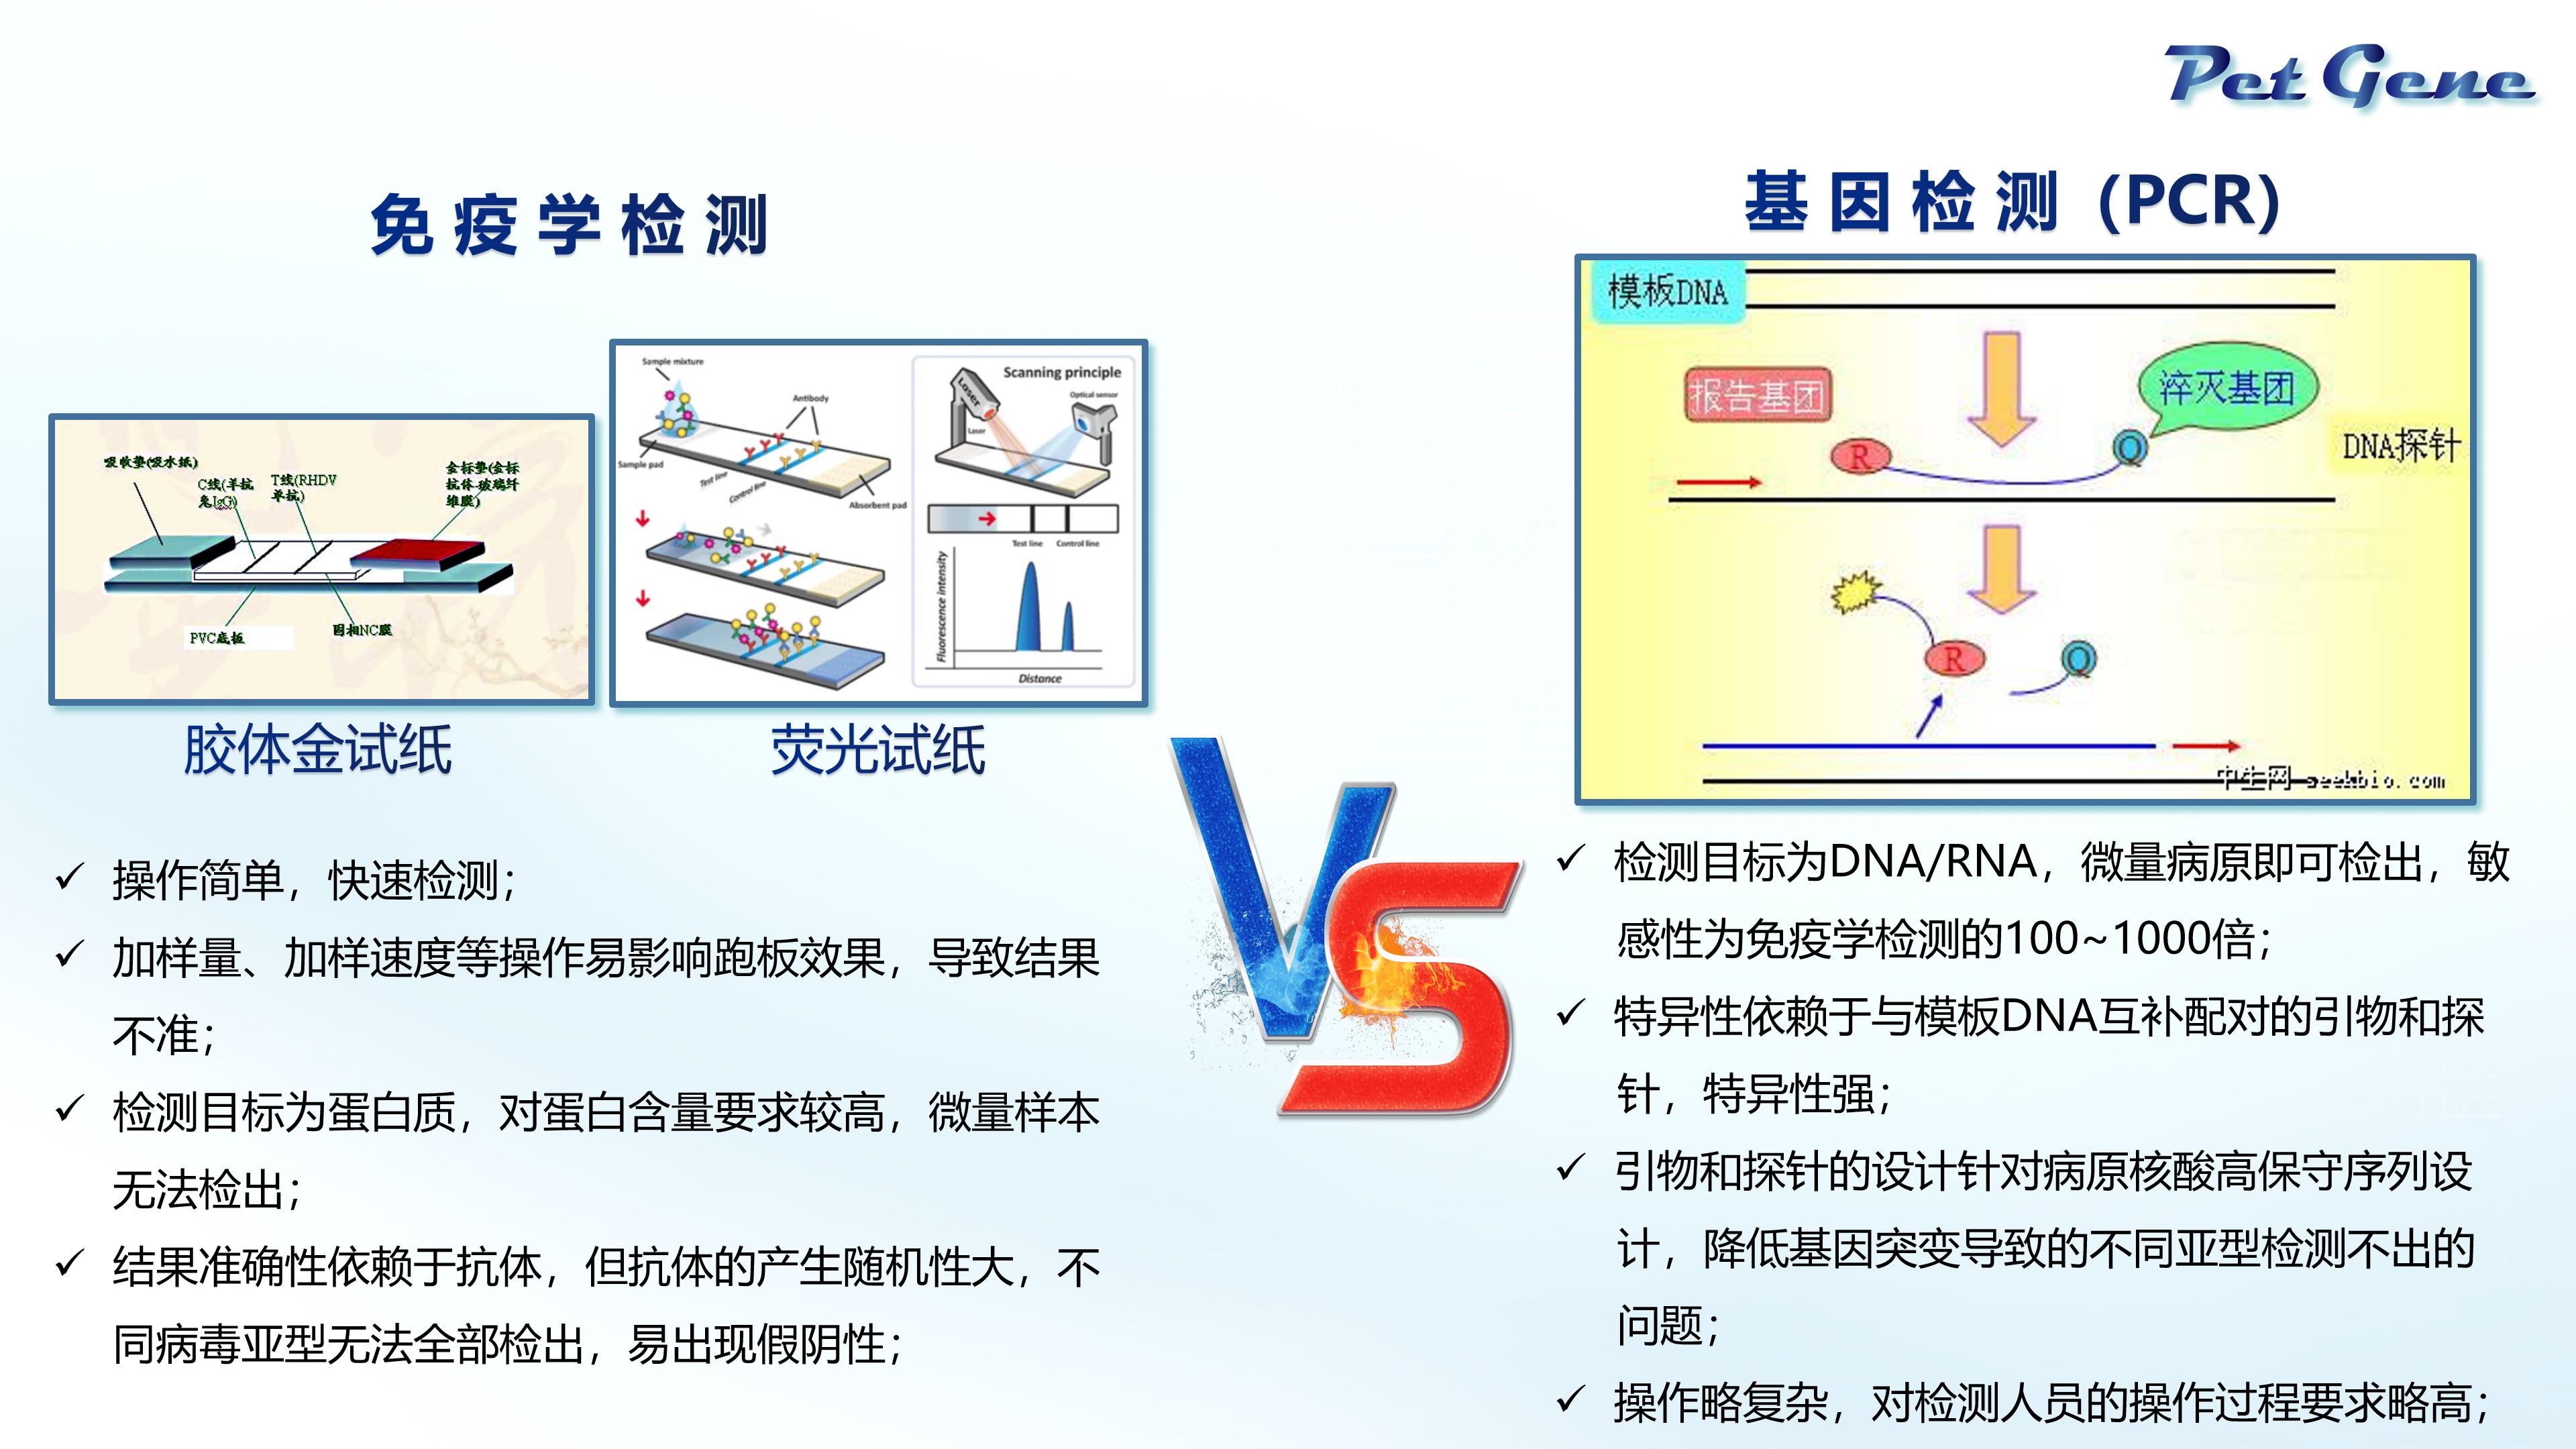 Pet Gene
免疫学检测
基因检测 (PCR)
吸收垫(吸水纸)
C线(羊抗
兔IgG)
T线(RHDV
单抗)
金标垫(金标
抗体-玻璃纤
维膜)
PVC底板
固相NC膜
胶体金试纸
Sample mixture
Antibody
Sample pad
Test line
Control line
Absorbent pad
Scanning principle
Laser
Optical sensor
Laser
Test line
Control line
Fluorescence intensity
Distance
荧光试纸
模板DNA
报告基团
淬灭基团
R
Q
DNA探针
R
Q
中生网 seekbio.com
VS
✓ 操作简单，快速检测；
✓ 加样量、加样速度等操作易影响跑板效果，导致结果
不准；
✓ 检测目标为蛋白质，对蛋白含量要求较高，微量样本
无法检出；
✓ 结果准确性依赖于抗体，但抗体的产生随机性大，不
同病毒亚型无法全部检出，易出现假阴性；
✓ 检测目标为DNA/RNA，微量病原即可检出，敏
感性为免疫学检测的100~1000倍；
✓ 特异性依赖于与模板DNA互补配对的引物和探
针，特异性强；
✓ 引物和探针的设计针对病原核酸高保守序列设
计，降低基因突变导致的不同亚型检测不出的
问题；
✓ 操作略复杂，对检测人员的操作过程要求略高；